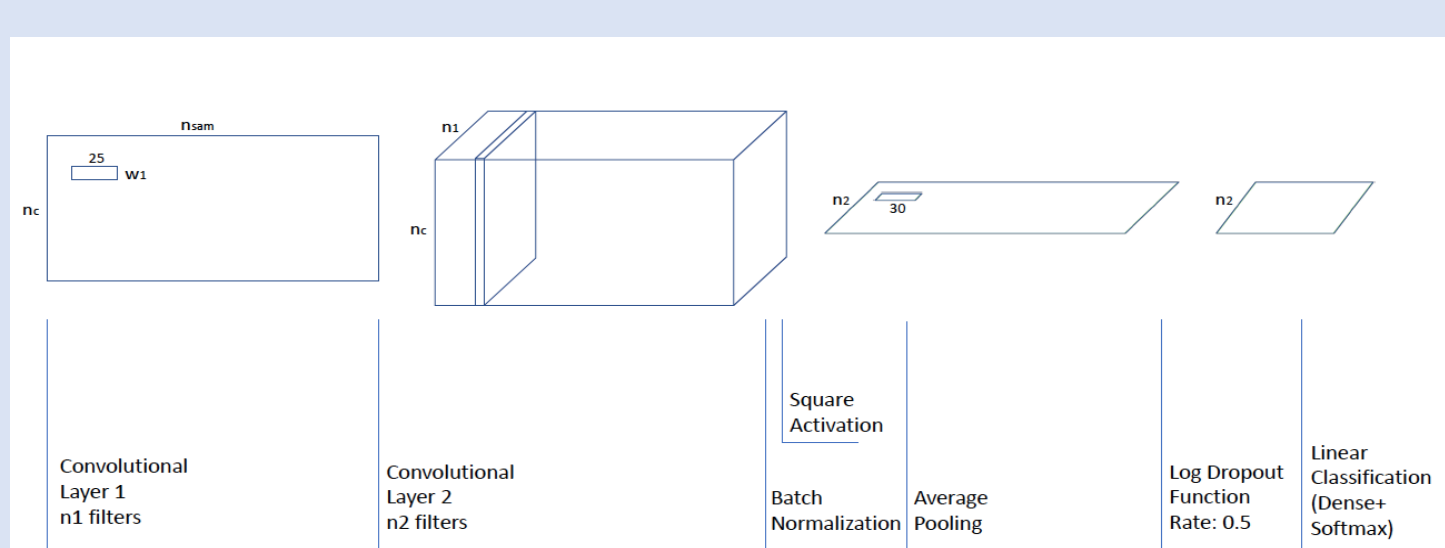 nsam
25
w1
nc
n1
nc
n2
30
n2
Convolutional
Layer 1
n1 filters
Convolutional
Layer 2
n2 filters
Square
Activation
Batch
Normalization
Average
Pooling
Log Dropout
Function
Rate: 0.5
Linear
Classification
(Dense+
Softmax)